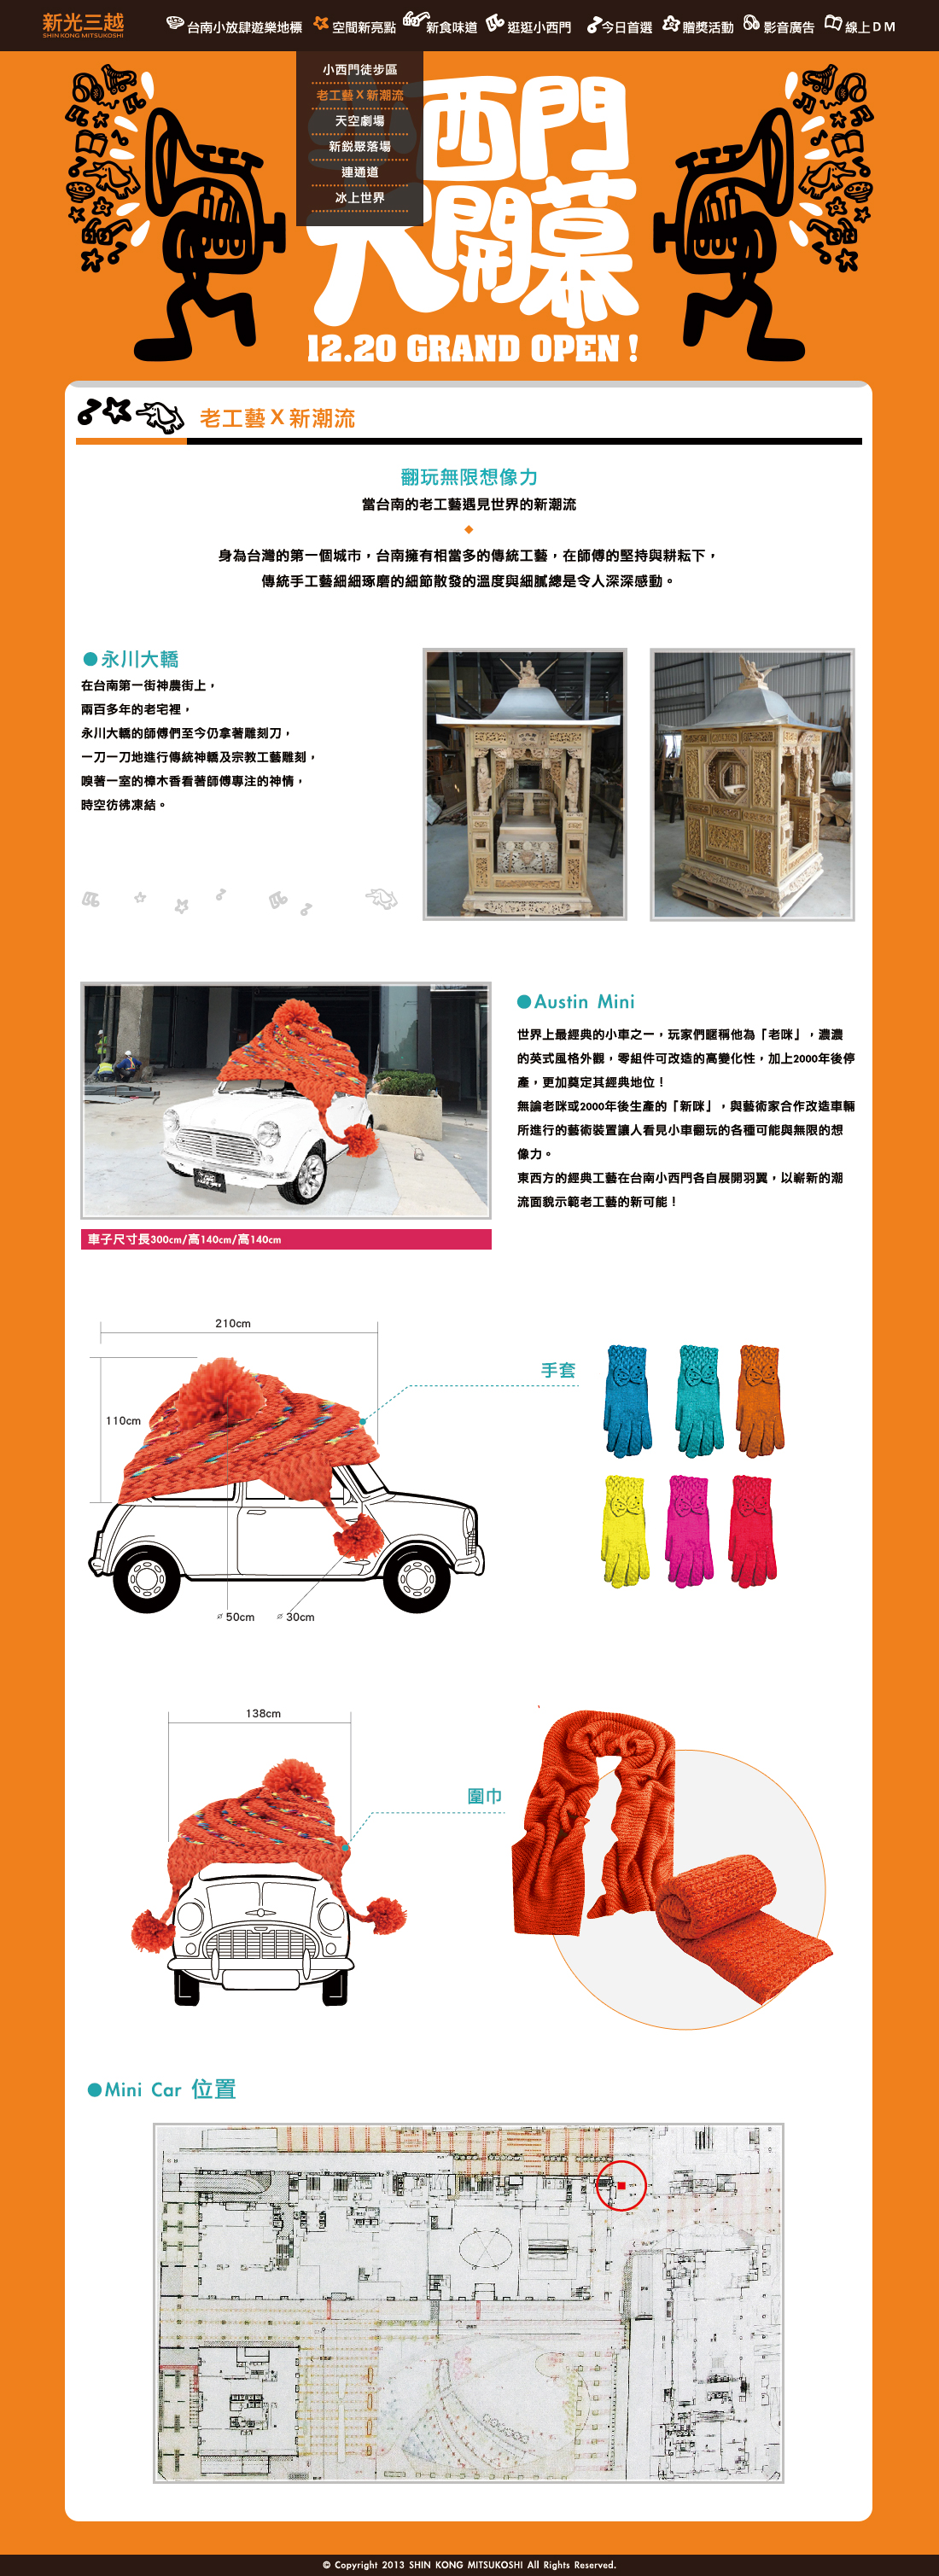 新光三越
SHIN KONG MITSUKOSHI
台南小放肆遊樂地標
空間新亮點
新食味道
逛逛小西門
今日首選
贈獎活動
影音廣告
線上DM
小西門徒步區
老工藝X新潮流
天空劇場
新銳聚落場
連通道
冰上世界
西門
大開幕
12.20 GRAND OPEN !
老工藝X新潮流
翻玩無限想像力
當台南的老工藝遇見世界的新潮流
身為台灣的第一個城市，台南擁有相當多的傳統工藝，在師傅的堅持與耕耘下，
傳統手工藝細細琢磨的細節散發的溫度與細膩總是令人深深感動。
●永川大轎
在台南第一街神農街上，
兩百多年的老宅裡，
永川大轎的師傅們至今仍拿著雕刻刀，
一刀一刀地進行傳統神轎及宗教工藝雕刻，
嗅著一室的樟木香看著師傅專注的神情，
時空彷彿凍結。
●Austin Mini
世界上最經典的小車之一，玩家們暱稱他為「老咪」，濃濃
的英式風格外觀，零組件可改造的高變化性，加上2000年後停
產，更加奠定其經典地位！
無論老咪或2000年後生產的「新咪」，與藝術家合作改造車輛
所進行的藝術裝置讓人看見小車翻玩的各種可能與無限的想
像力。
東西方的經典工藝在台南小西門各自展開羽翼，以嶄新的潮
流面貌示範老工藝的新可能！
車子尺寸長300cm/高140cm/高140cm
210cm
手套
110cm
⌀ 50cm
⌀ 30cm
138cm
圍巾
●Mini Car 位置
© Copyright 2013 SHIN KONG MITSUKOSHI All Rights Reserved.